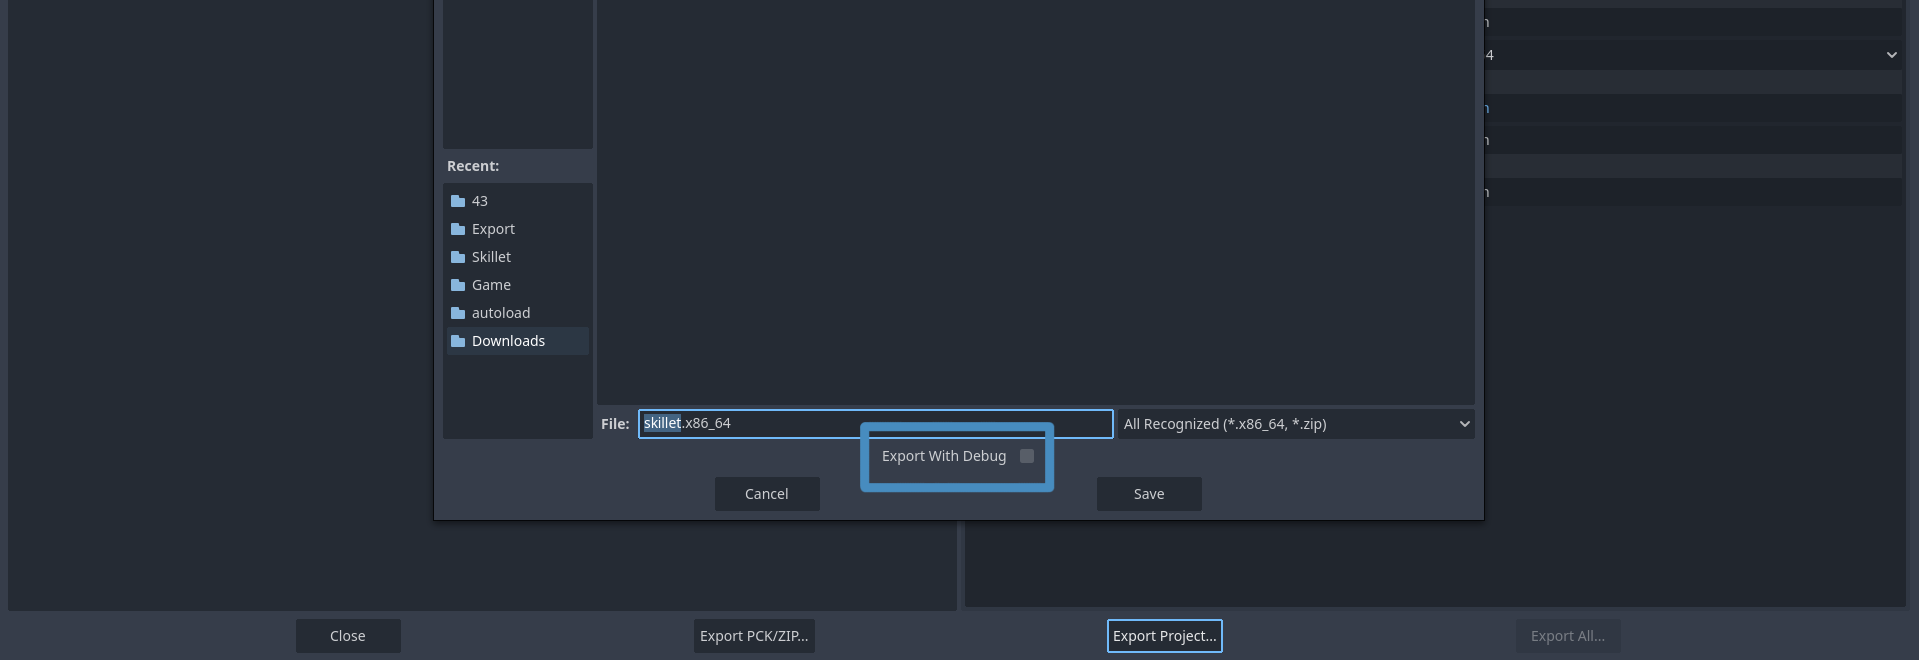 Recent:
43
Export
Skillet
Game
autoload
Downloads
File: skillet.x86_64 All Recognized (*.x86_64, *.zip)
Export With Debug
Cancel Save
4
Close Export PCK/ZIP... Export Project... Export All...